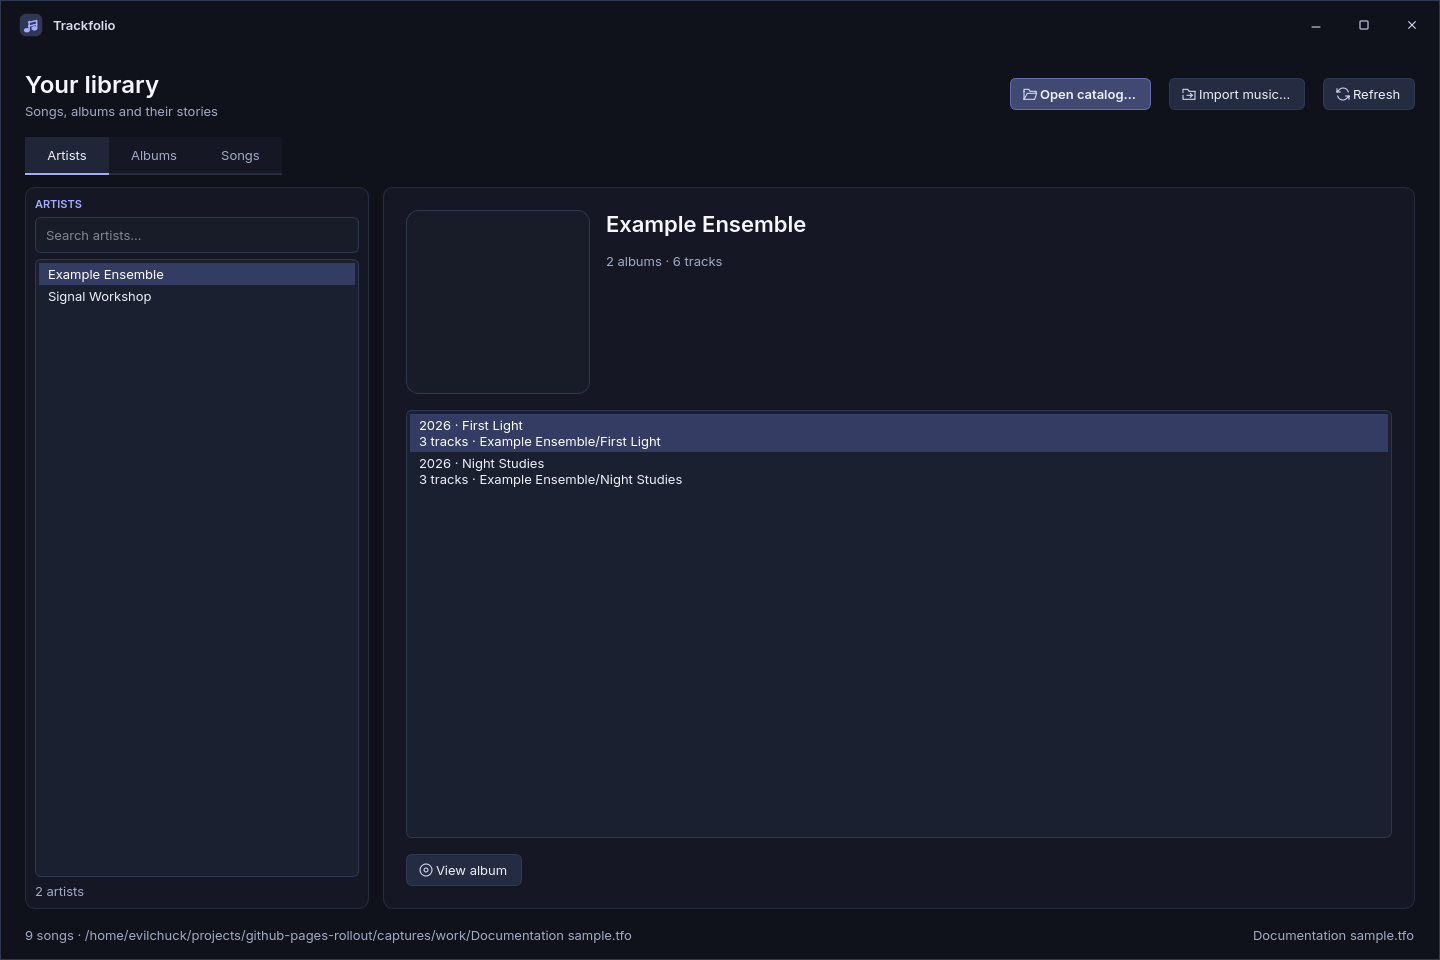 Trackfolio
Your library
Songs, albums and their stories
Open catalog...
Import music...
Refresh
Artists
Albums
Songs
ARTISTS
Search artists...
Example Ensemble
Signal Workshop
2 artists
Example Ensemble
2 albums · 6 tracks
2026 · First Light
3 tracks · Example Ensemble/First Light
2026 · Night Studies
3 tracks · Example Ensemble/Night Studies
View album
9 songs · /home/evilchuck/projects/github-pages-rollout/captures/work/Documentation sample.tfo
Documentation sample.tfo